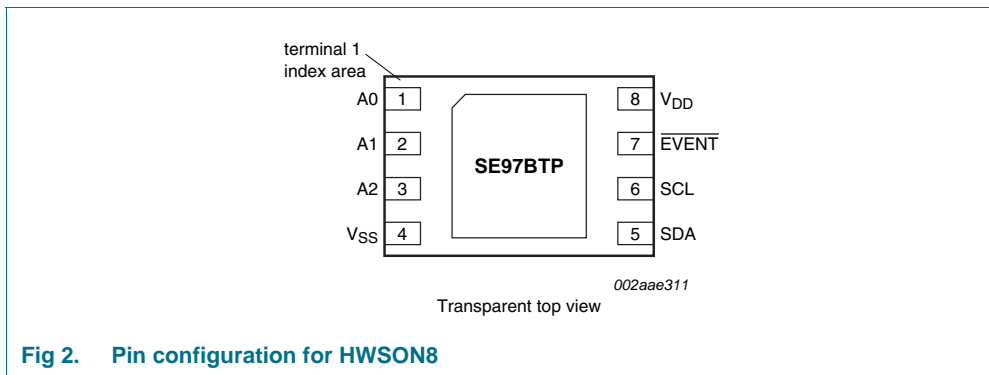 terminal 1
index area
A0 1
8 VDD
A1 2
7 EVENT
SE97BTP
A2 3
6 SCL
VSS 4
5 SDA
002aae311
Transparent top view
Fig 2. Pin configuration for HWSON8